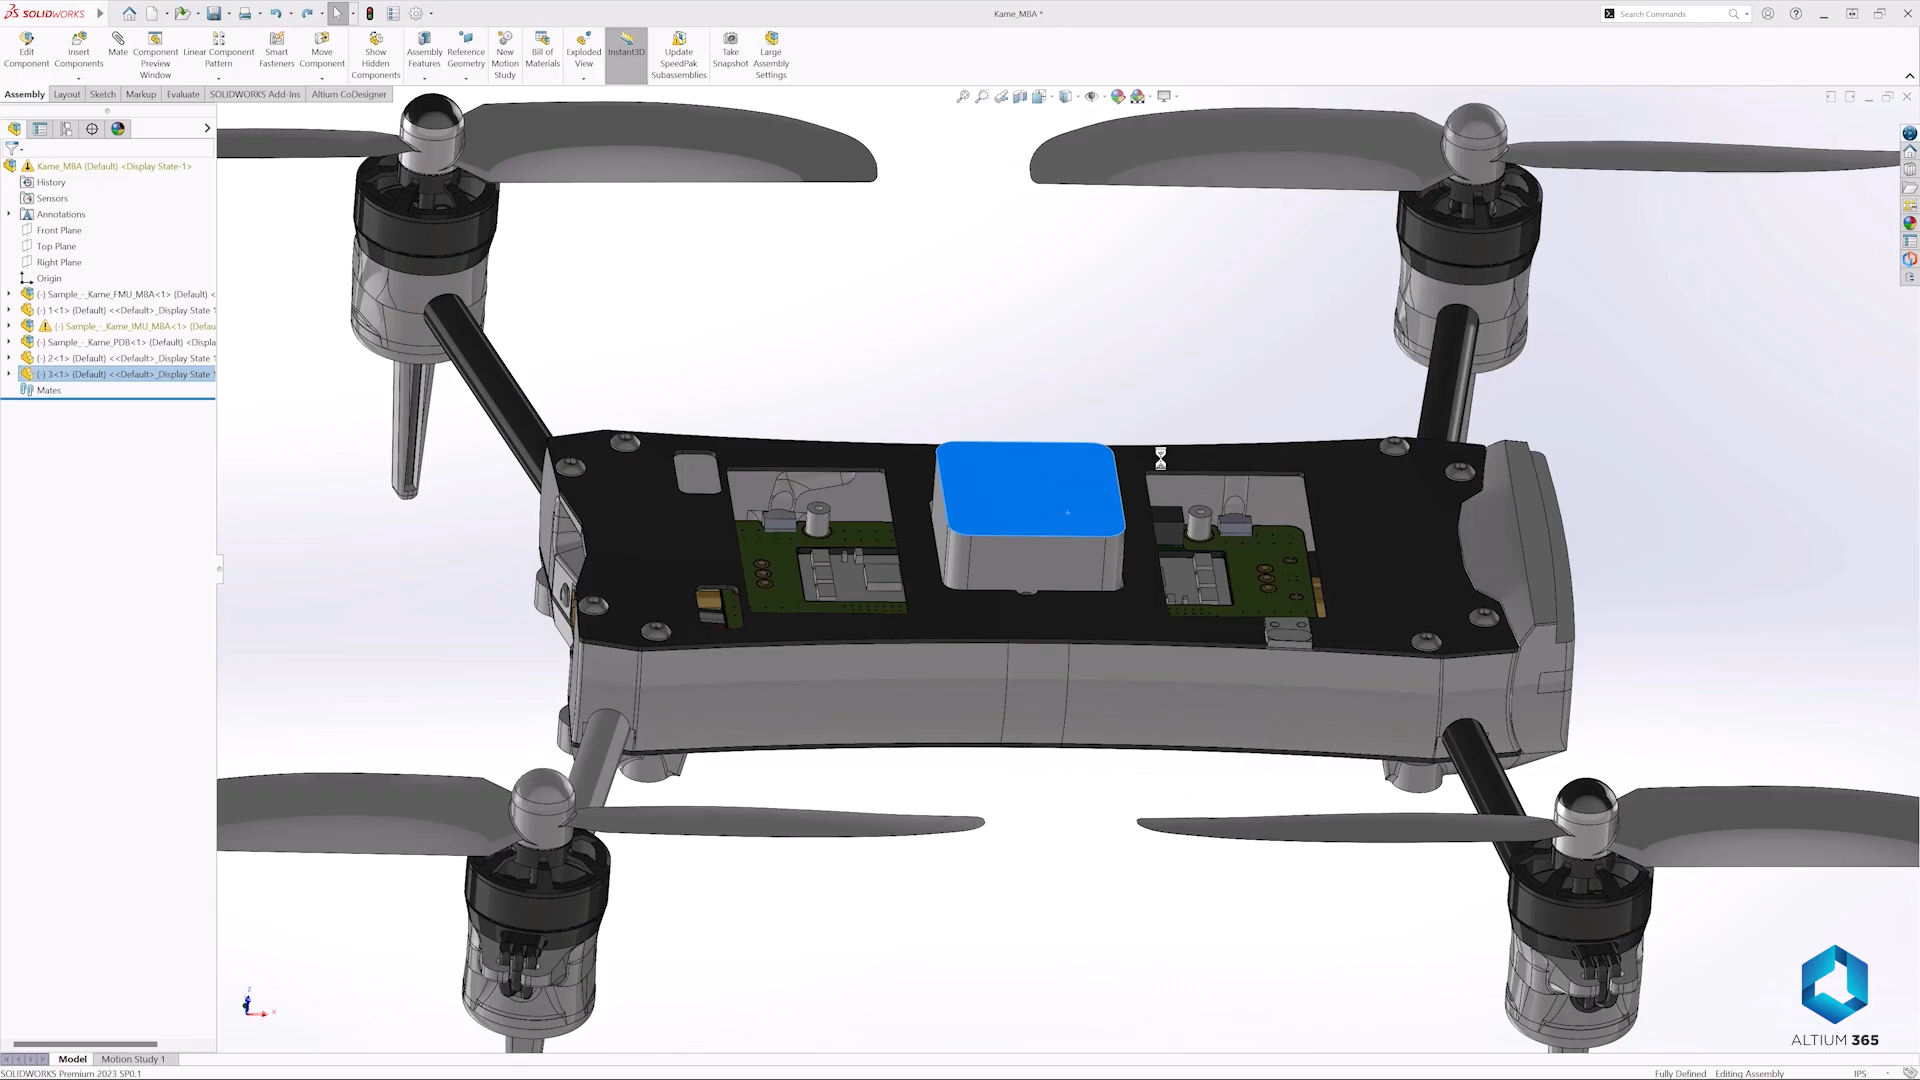 SOLIDWORKS
Kame_MBA *
Search Commands
Edit Component
Insert Components
Mate
Component Preview Window
Linear Component Pattern
Smart Fasteners
Move Component
Show Hidden Components
Assembly Features
Reference Geometry
New Motion Study
Bill of Materials
Exploded View
Instant3D
Update SpeedPak Subassemblies
Take Snapshot
Large Assembly Settings
Assembly Layout Sketch Markup Evaluate SOLIDWORKS Add-Ins Altium CoDesigner
Kame_MBA (Default) <Display State-1>
History
Sensors
Annotations
Front Plane
Top Plane
Right Plane
Origin
(-) Sample_-_Kame_FMU_MBA<1> (Default) <
(-) 1<1> (Default) <<Default>_Display State 1
(-) Sample_-_Kame_IMU_MBA<1> (Defau
(-) Sample_-_Kame_PDB<1> (Default) <Displa
(-) 2<1> (Default) <<Default>_Display State 1
(-) 3<1> (Default) <<Default>_Display State 1
Mates
Z
X
ALTIUM 365
Model Motion Study 1
SOLIDWORKS Premium 2023 SP0.1
Fully Defined Editing Assembly IPS